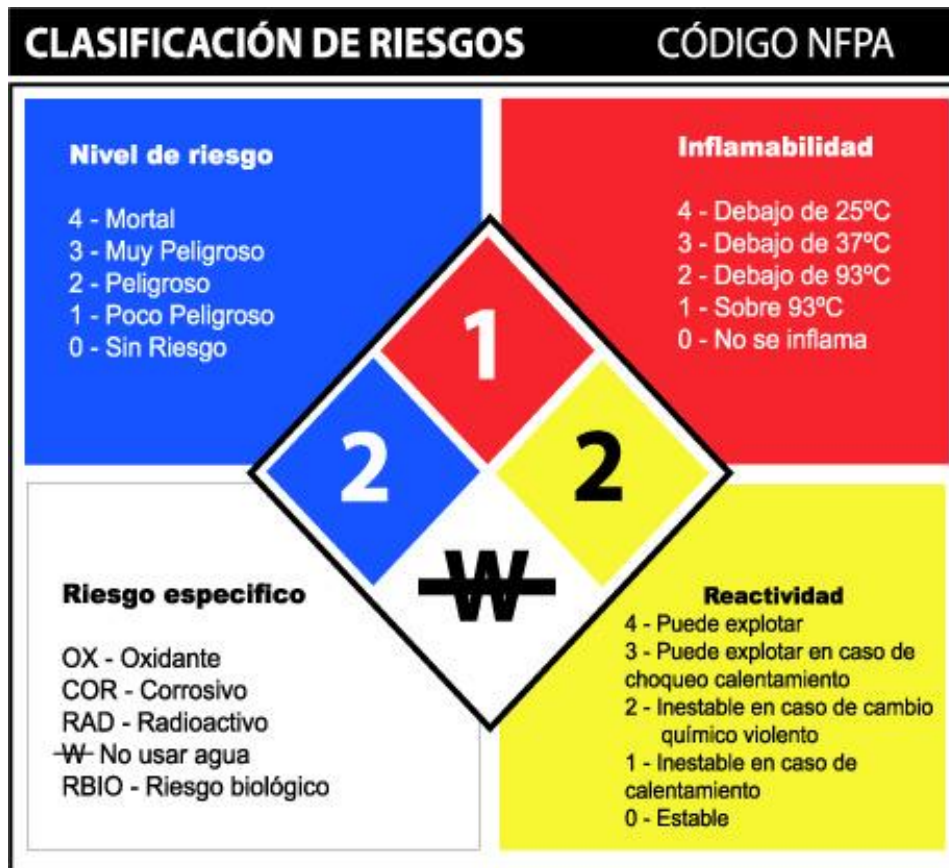 CLASIFICACIÓN DE RIESGOS CÓDIGO NFPA
Nivel de riesgo
4 - Mortal
3 - Muy Peligroso
2 - Peligroso
1 - Poco Peligroso
0 - Sin Riesgo
Inflamabilidad
4 - Debajo de 25ºC
3 - Debajo de 37ºC
2 - Debajo de 93ºC
1 - Sobre 93ºC
0 - No se inflama
1
2
2
W
Riesgo especifico
OX - Oxidante
COR - Corrosivo
RAD - Radioactivo
W No usar agua
RBIO - Riesgo biológico
Reactividad
4 - Puede explotar
3 - Puede explotar en caso de
choqueo calentamiento
2 - Inestable en caso de cambio
químico violento
1 - Inestable en caso de
calentamiento
0 - Estable